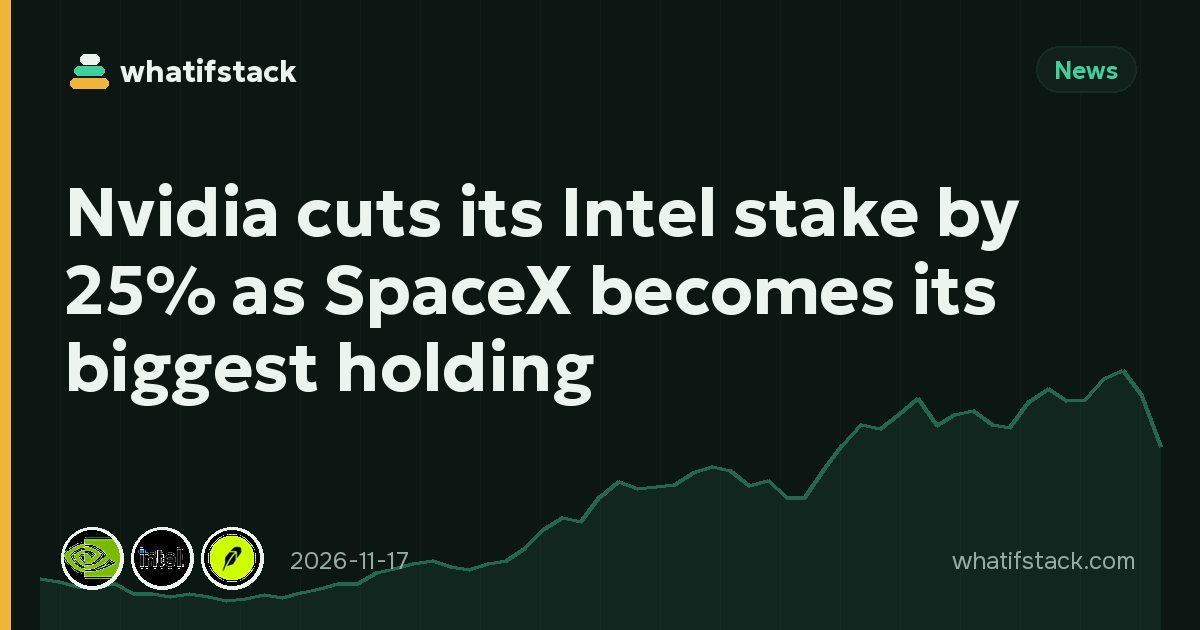 whatifstack
News
Nvidia cuts its Intel stake by
25% as SpaceX becomes its
biggest holding
intel
2026-11-17
whatifstack.com